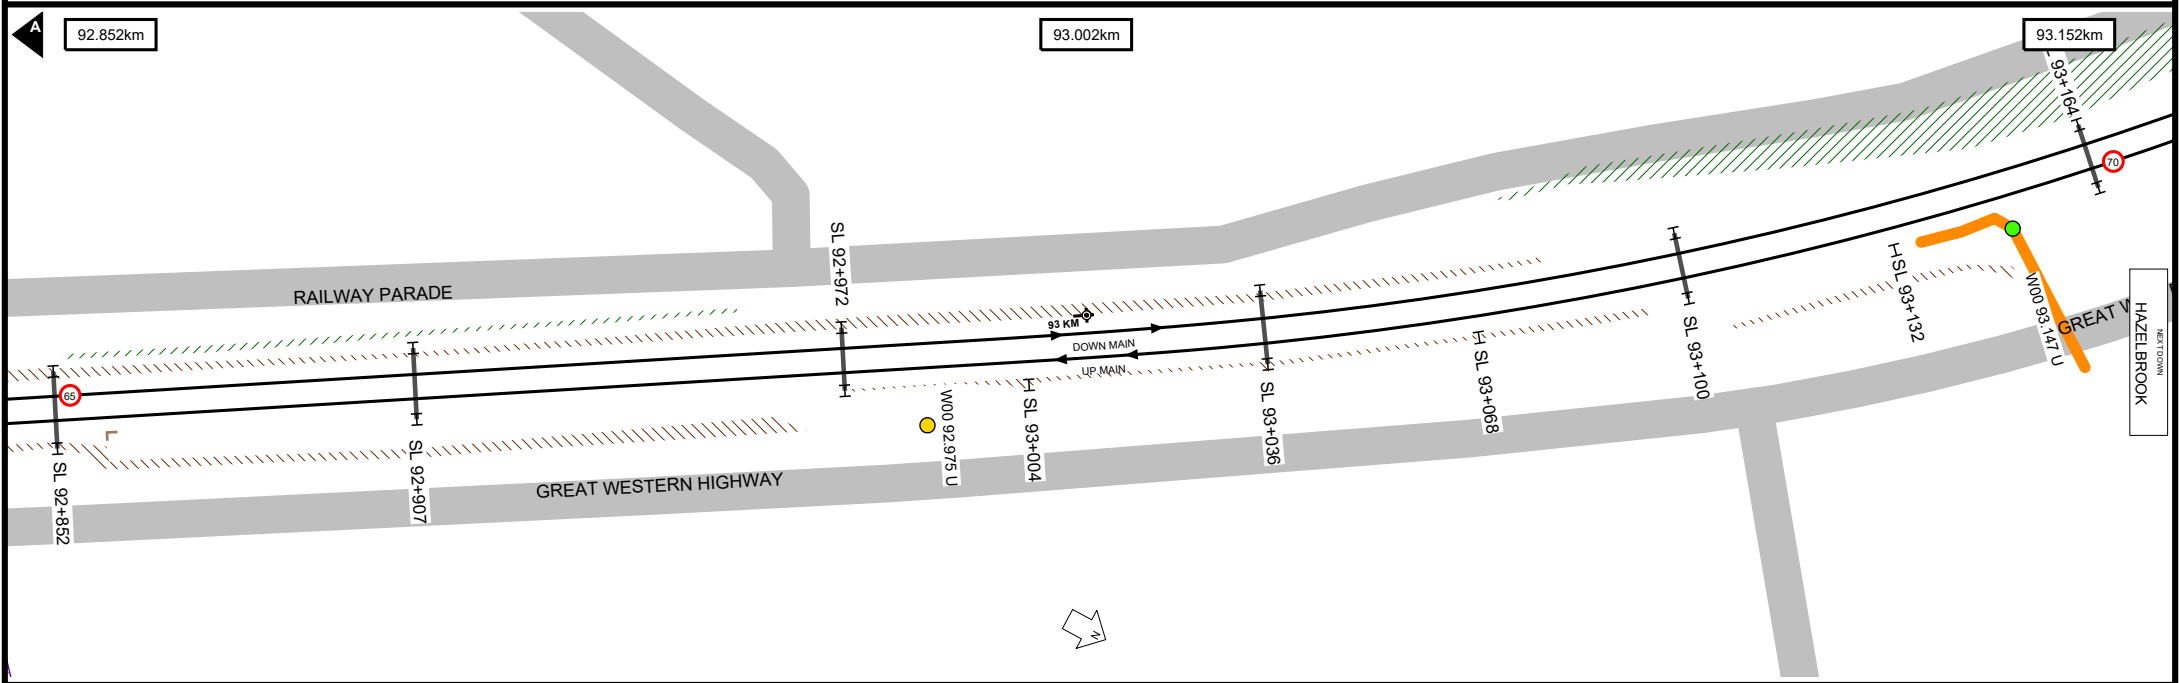 A
92.852km
93.002km
93.152km
93+164
70
SL 92+972
RAILWAY PARADE
93 KM
DOWN MAIN
UP MAIN
65
SL 92+852
SL 92+907
GREAT WESTERN HIGHWAY
W00 92.975 U
SL 93+004
SL 93+036
SL 93+068
SL 93+100
SL 93+132
W00 93.147 U
GREAT W
HAZELBROOK
NEXT DOWN
N